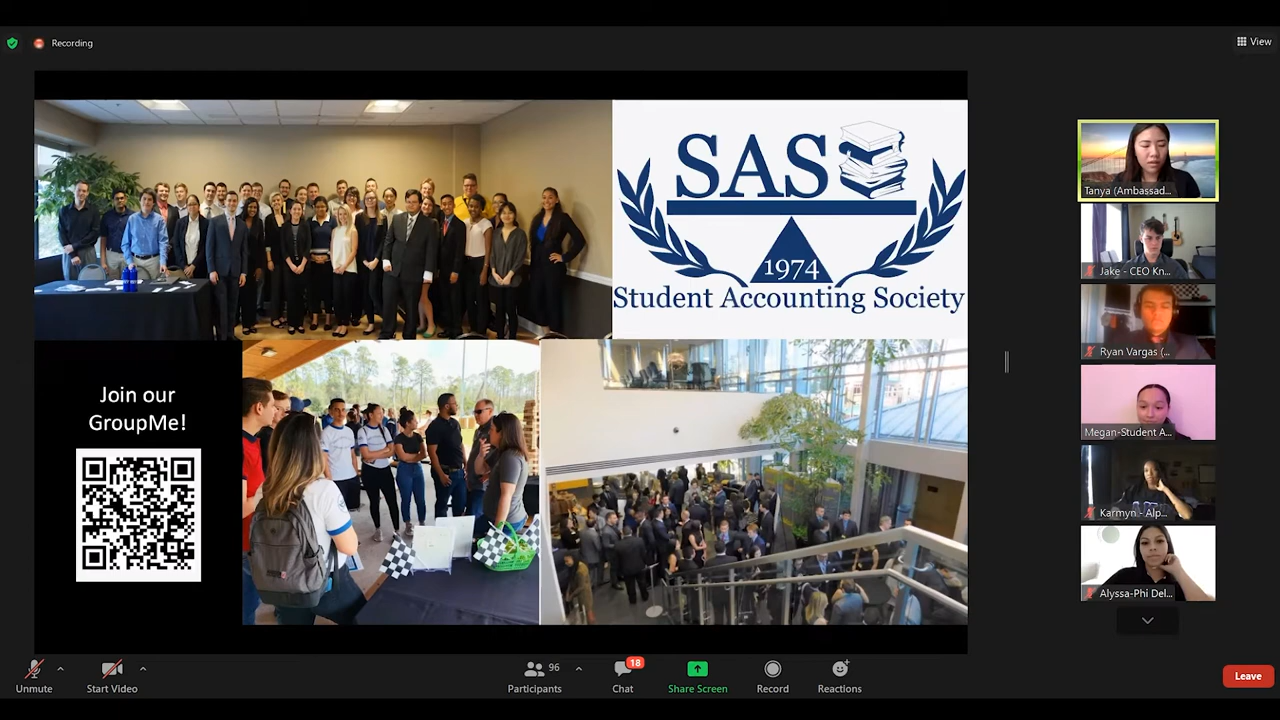 Recording
View
SAS
1974
Student Accounting Society
Join our
GroupMe!
Tanya (Ambassad...
Jake - CEO Kn...
Ryan Vargas (...
Megan-Student A...
Karmyn - Alp...
Alyssa-Phi Del...
Unmute
Start Video
96
Participants
18
Chat
Share Screen
Record
Reactions
Leave